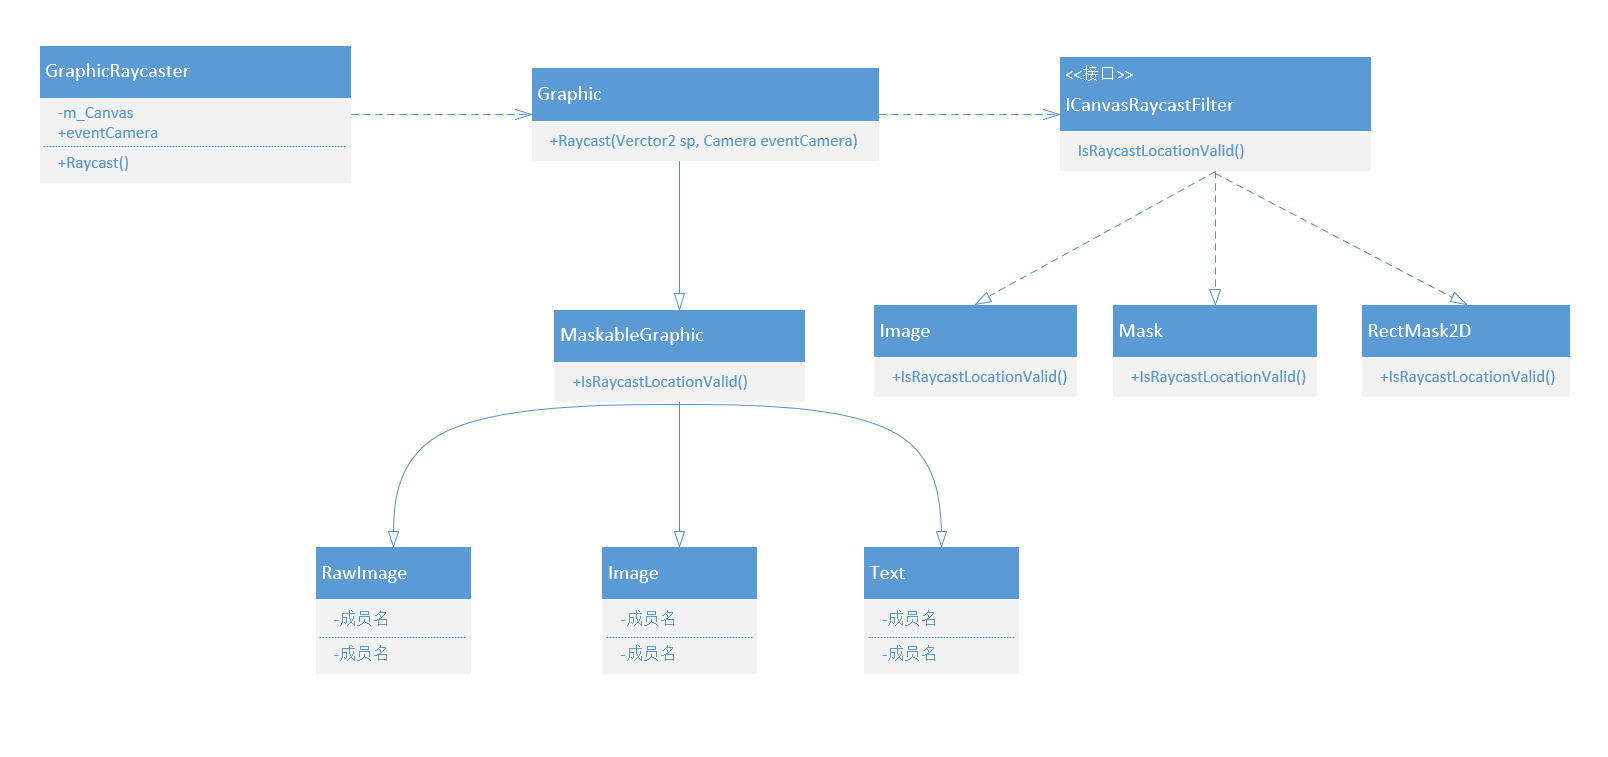 GraphicRaycaster
-m_Canvas
+eventCamera
+Raycast()
Graphic
+Raycast(Verctor2 sp, Camera eventCamera)
<<接口>>
ICanvasRaycastFilter
IsRaycastLocationValid()
MaskableGraphic
+IsRaycastLocationValid()
Image
+IsRaycastLocationValid()
Mask
+IsRaycastLocationValid()
RectMask2D
+IsRaycastLocationValid()
RawImage
-成员名
-成员名
Image
-成员名
-成员名
Text
-成员名
-成员名